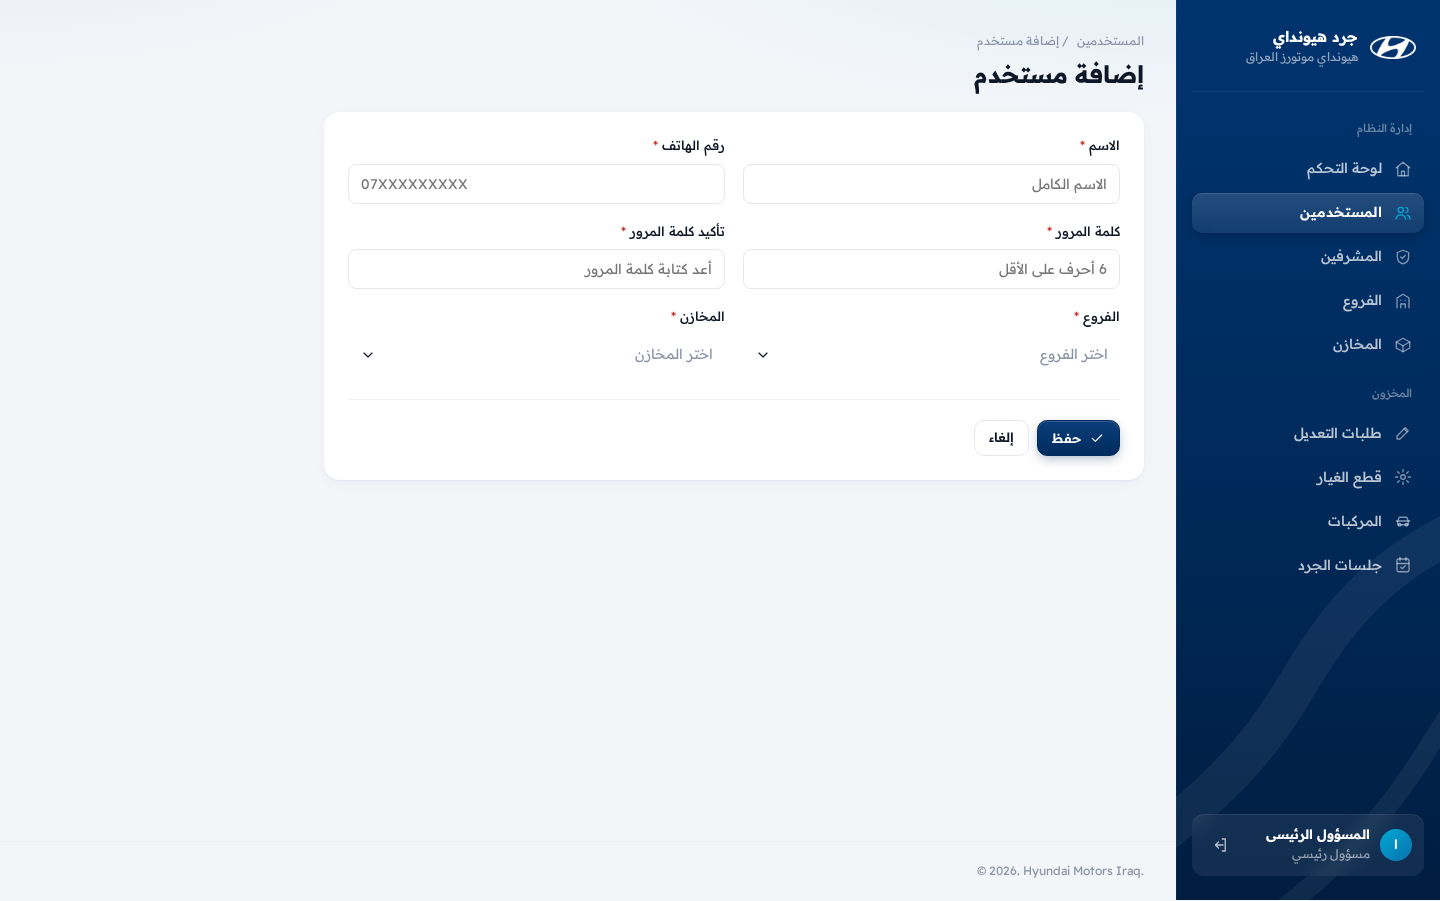 جرد هيونداي
هيونداي موتورز العراق
إدارة النظام
لوحة التحكم
المستخدمين
المشرفين
الفروع
المخازن
المخزون
طلبات التعديل
قطع الغيار
المركبات
جلسات الجرد
ا
المسؤول الرئيسي
مسؤول رئيسي
المستخدمين / إضافة مستخدم
إضافة مستخدم
الاسم *
الاسم الكامل
رقم الهاتف *
07XXXXXXXXX
كلمة المرور *
6 أحرف على الأقل
تأكيد كلمة المرور *
أعد كتابة كلمة المرور
الفروع *
اختر الفروع
المخازن *
اختر المخازن
حفظ
إلغاء
© 2026. Hyundai Motors Iraq.